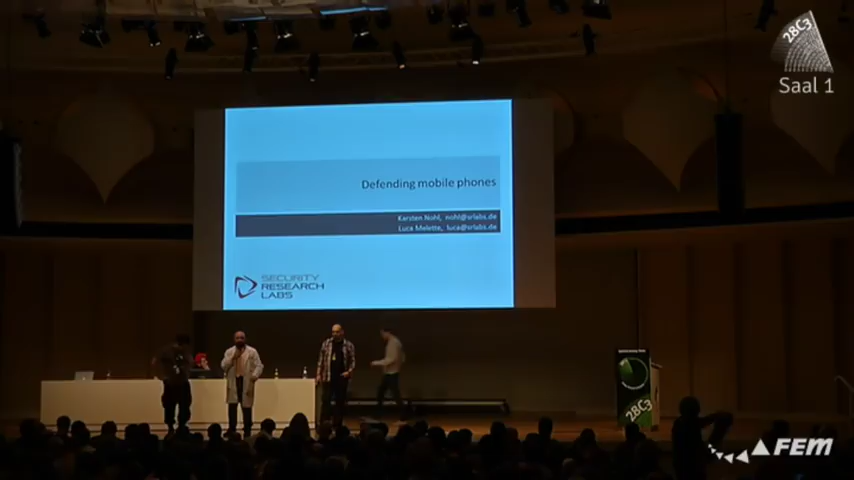 28C3
Saal 1
Defending mobile phones
Karsten Nohl, nohl@srlabs.de
Luca Melette, luca@srlabs.de
SECURITY
RESEARCH
LABS
28C3
FEM